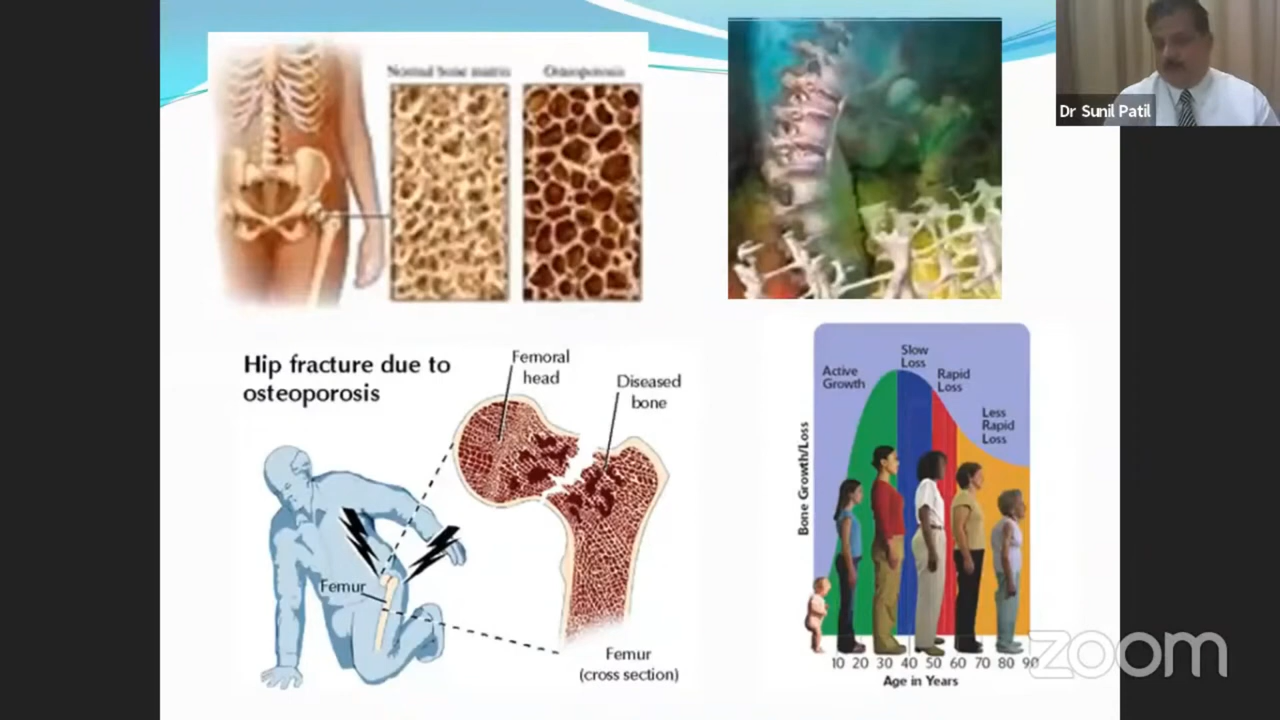 Normal bone matrix
Osteoporosis
Dr Sunil Patil
Hip fracture due to
osteoporosis
Femoral
head
Diseased
bone
Femur
Femur
(cross section)
Slow
Loss
Active
Growth
Rapid
Loss
Less
Rapid
Loss
Bone Growth/Loss
10 20 30 40 50 60 70 80 90
Age in Years
zoom